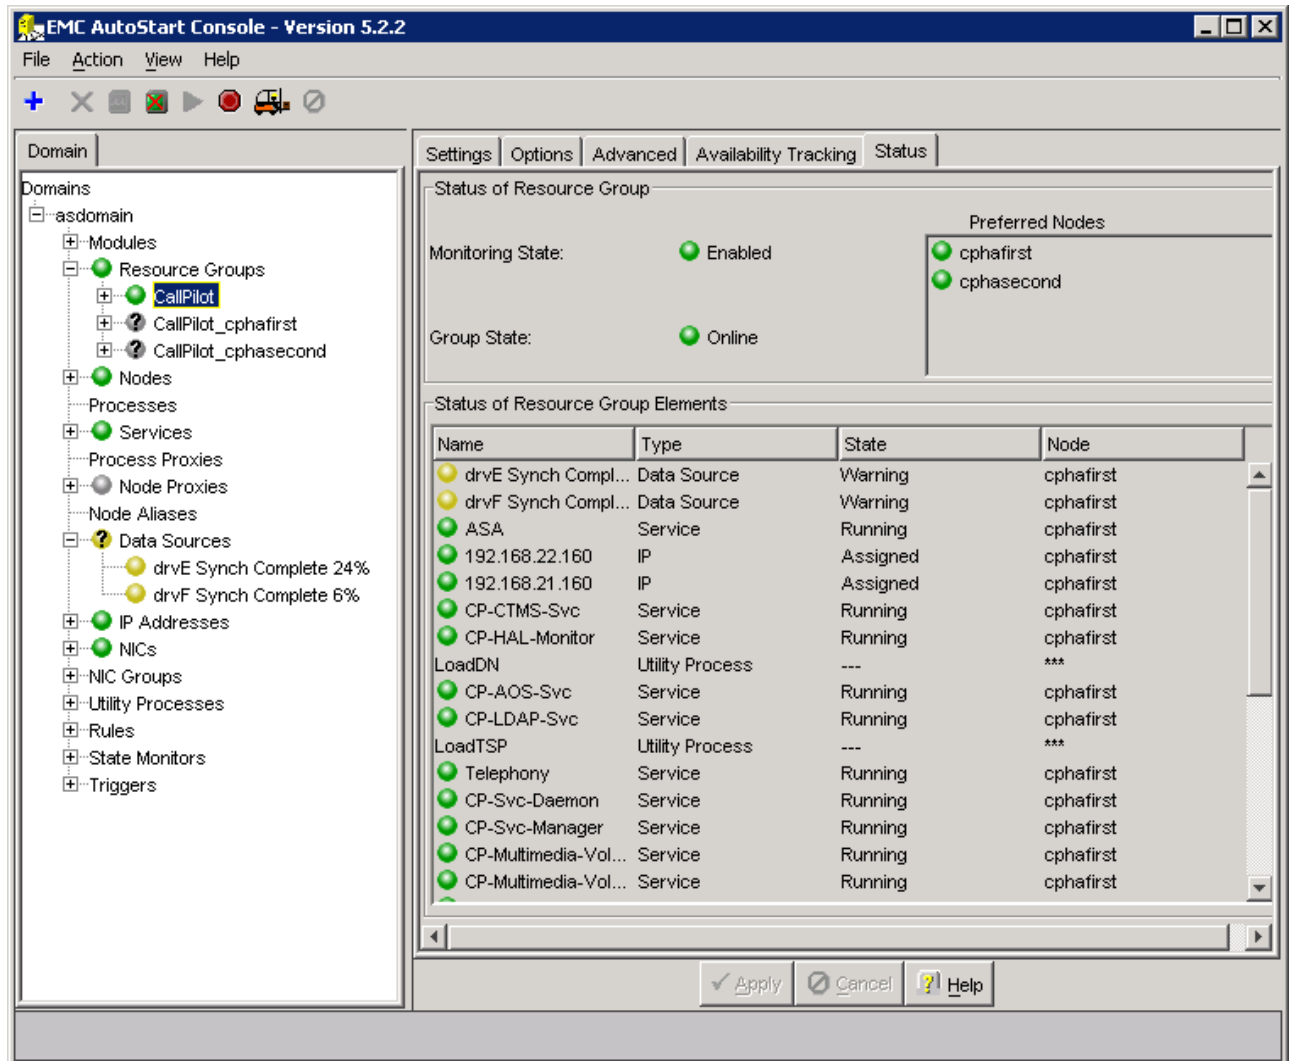 EMC AutoStart Console - Version 5.2.2
File Action View Help
Domain
Domains
asdomain
Modules
Resource Groups
CallPilot
CallPilot_cphafirst
CallPilot_cphasecond
Nodes
Processes
Services
Process Proxies
Node Proxies
Node Aliases
Data Sources
drvE Synch Complete 24%
drvF Synch Complete 6%
IP Addresses
NICs
NIC Groups
Utility Processes
Rules
State Monitors
Triggers
Settings Options Advanced Availability Tracking Status
Status of Resource Group
Preferred Nodes
Monitoring State: Enabled
cphafirst
cphasecond
Group State: Online
Status of Resource Group Elements
Name Type State Node
drvE Synch Compl... Data Source Warning cphafirst
drvF Synch Compl... Data Source Warning cphafirst
ASA Service Running cphafirst
192.168.22.160 IP Assigned cphafirst
192.168.21.160 IP Assigned cphafirst
CP-CTMS-Svc Service Running cphafirst
CP-HAL-Monitor Service Running cphafirst
LoadDN Utility Process --- ***
CP-AOS-Svc Service Running cphafirst
CP-LDAP-Svc Service Running cphafirst
LoadTSP Utility Process --- ***
Telephony Service Running cphafirst
CP-Svc-Daemon Service Running cphafirst
CP-Svc-Manager Service Running cphafirst
CP-Multimedia-Vol... Service Running cphafirst
CP-Multimedia-Vol... Service Running cphafirst
Apply Cancel Help